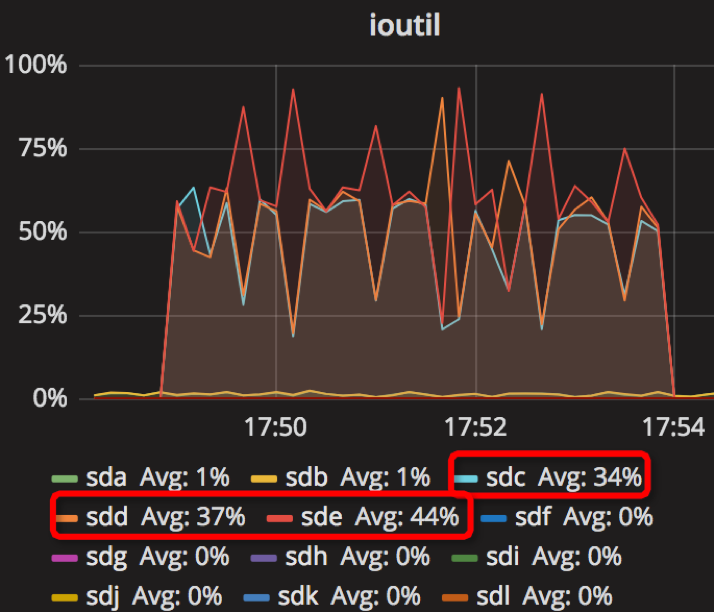 ioutil
100%
75%
50%
25%
0%
17:50 17:52 17:54
sda Avg: 1% sdb Avg: 1% sdc Avg: 34%
sdd Avg: 37% sde Avg: 44% sdf Avg: 0%
sdg Avg: 0% sdh Avg: 0% sdi Avg: 0%
sdj Avg: 0% sdk Avg: 0% sdl Avg: 0%